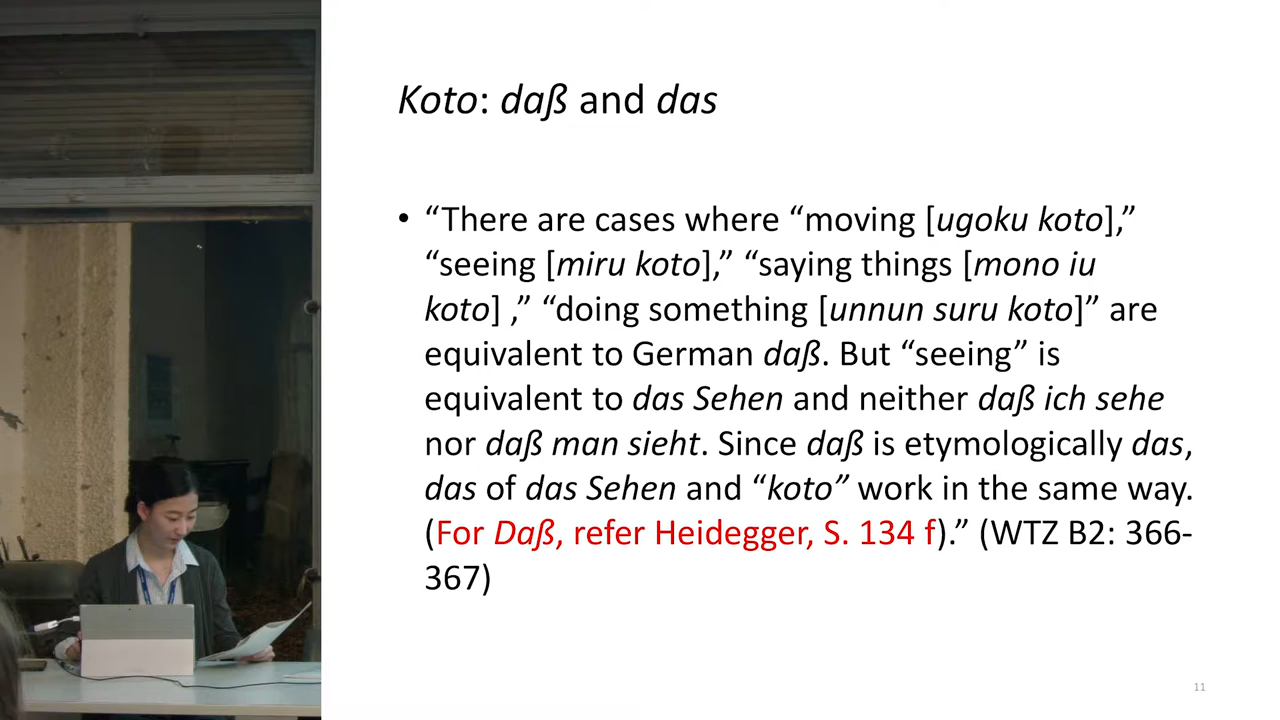 Koto: daß and das
• “There are cases where “moving [ugoku koto],”
“seeing [miru koto],” “saying things [mono iu
koto] ,” “doing something [unnun suru koto]” are
equivalent to German daß. But “seeing” is
equivalent to das Sehen and neither daß ich sehe
nor daß man sieht. Since daß is etymologically das,
das of das Sehen and “koto” work in the same way.
(For Daß, refer Heidegger, S. 134 f).” (WTZ B2: 366-
367)
11